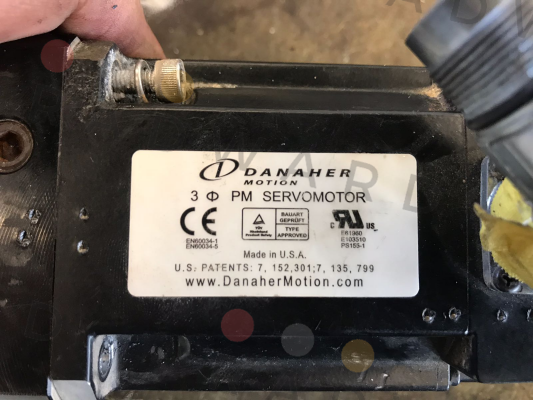 DANAHER
MOTION
3 Φ PM SERVOMOTOR
CE
EN60034-1
EN60034-5
BAUART
GEPRÜFT
TYPE
APPROVED
C RU US
E61960
E103510
PS153-1
Made in U.S.A.
U.S. PATENTS: 7, 152,301;7, 135, 799
www.DanaherMotion.com